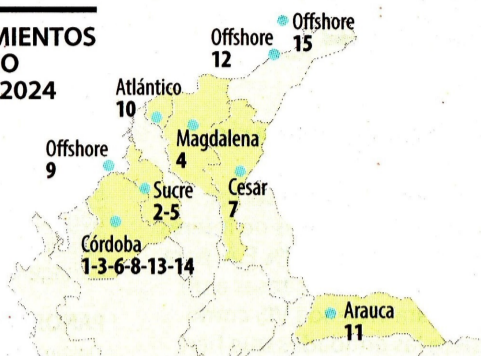 MIENTOS
O
2024
Offshore
15
Offshore
12
Atlántico
10
Magdalena
4
Offshore
9
Sucre
2-5
Cesar
7
Córdoba
1-3-6-8-13-14
Arauca
11